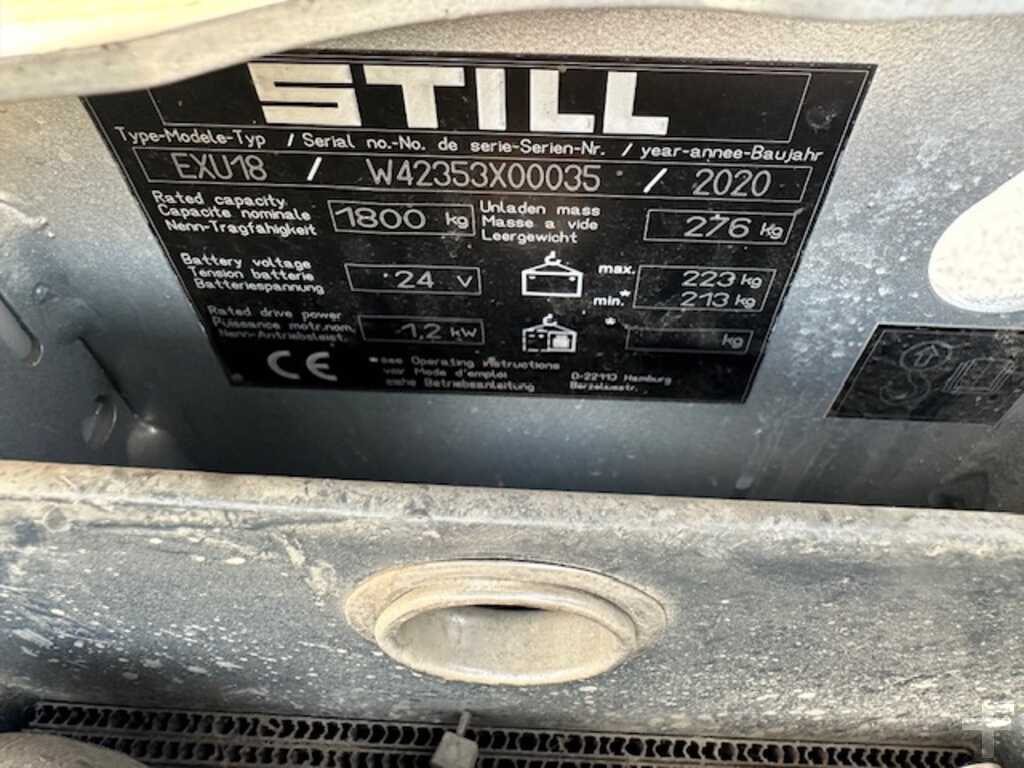 STILL
Type-Modele-Typ / Serial no.-No. de serie-Serien-Nr. / year-annee-Baujahr
EXU18 / W42353X00035 / 2020
Rated capacity
Capacite nominale
Nenn-Tragfähigkeit
1800 kg
Unladen mass
Masse a vide
Leergewicht
276 kg
Battery voltage
Tension batterie
Batteriespannung
24 V
max. 223 kg
min.* 213 kg
Rated drive power
Puissance motr.nom.
Nenn-Antriebsleist.
1,2 kW
* kg
CE
*see Operating instructions
voir Mode d'emploi
siehe Betriebsanleitung
D-22113 Hamburg
Berzeliusstr.